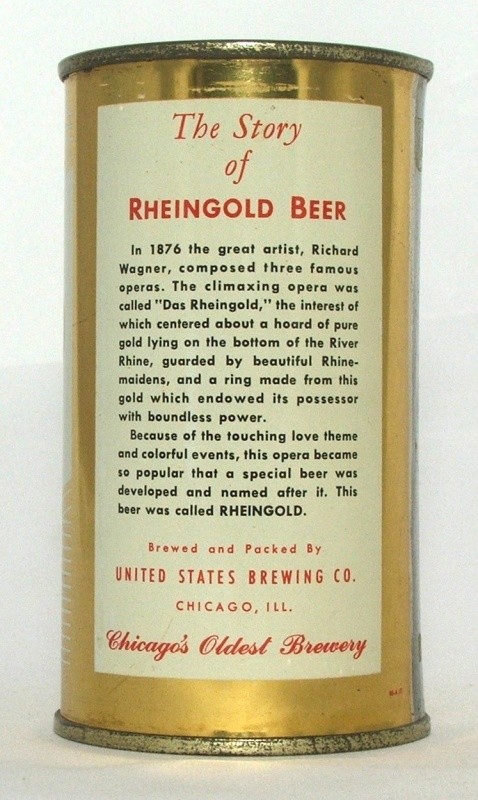 The Story
of
RHEINGOLD BEER
In 1876 the great artist, Richard
Wagner, composed three famous
operas. The climaxing opera was
called "Das Rheingold," the interest of
which centered about a hoard of pure
gold lying on the bottom of the River
Rhine, guarded by beautiful Rhine-
maidens, and a ring made from this
gold which endowed its possessor
with boundless power.
Because of the touching love theme
and colorful events, this opera became
so popular that a special beer was
developed and named after it. This
beer was called RHEINGOLD.
Brewed and Packed By
UNITED STATES BREWING CO.
CHICAGO, ILL.
Chicago's Oldest Brewery